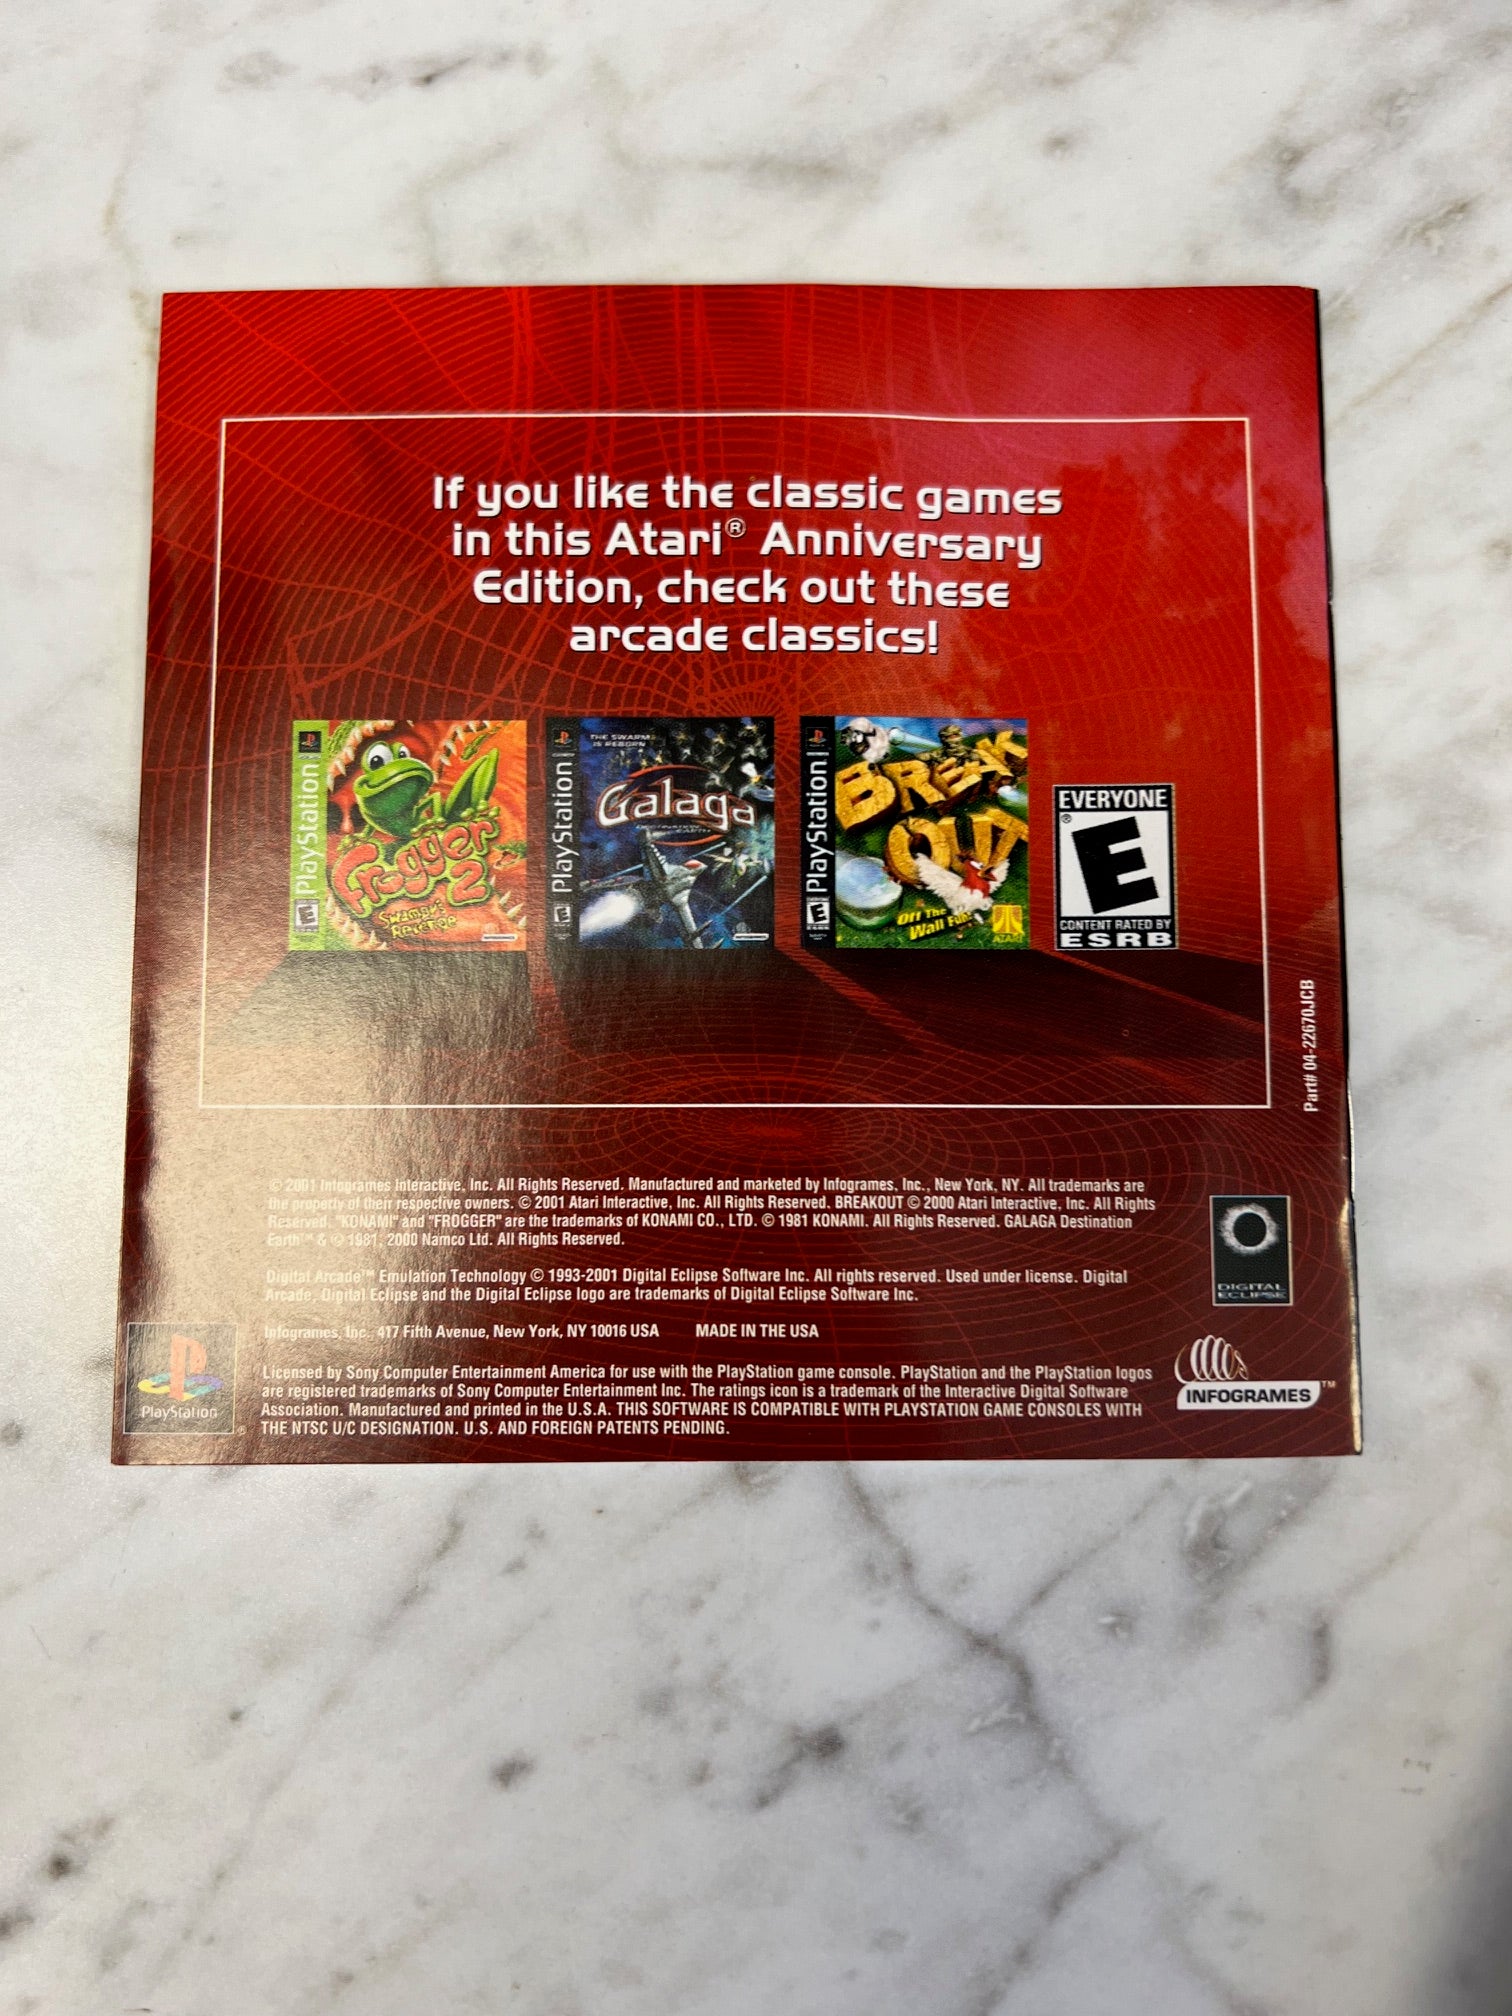 If you like the classic games
in this Atari® Anniversary
Edition, check out these
arcade classics!
PlayStation
Frogger 2
Swampy's
Revenge
E
PlayStation
THE SWARM
IS REBORN
Galaga
DESTINATION
EARTH
E
PlayStation
BREAK
OUT
Off The
Wall Fun!
ATARI
E
EVERYONE
E
®
CONTENT RATED BY
ESRB
Part# 04-22670JCB
© 2001 Infogrames Interactive, Inc. All Rights Reserved. Manufactured and marketed by Infogrames, Inc., New York, NY. All trademarks are
the property of their respective owners. © 2001 Atari Interactive, Inc. All Rights Reserved. BREAKOUT © 2000 Atari Interactive, Inc. All Rights
Reserved. "KONAMI" and "FROGGER" are the trademarks of KONAMI CO., LTD. © 1981 KONAMI. All Rights Reserved. GALAGA Destination
Earth™ & © 1981, 2000 Namco Ltd. All Rights Reserved.
Digital Arcade™ Emulation Technology © 1993-2001 Digital Eclipse Software Inc. All rights reserved. Used under license. Digital
Arcade, Digital Eclipse and the Digital Eclipse logo are trademarks of Digital Eclipse Software Inc.
DIGITAL
ECLIPSE
Infogrames, Inc., 417 Fifth Avenue, New York, NY 10016 USA MADE IN THE USA
Licensed by Sony Computer Entertainment America for use with the PlayStation game console. PlayStation and the PlayStation logos
are registered trademarks of Sony Computer Entertainment Inc. The ratings icon is a trademark of the Interactive Digital Software
Association. Manufactured and printed in the U.S.A. THIS SOFTWARE IS COMPATIBLE WITH PLAYSTATION GAME CONSOLES WITH
THE NTSC U/C DESIGNATION. U.S. AND FOREIGN PATENTS PENDING.
PlayStation
®
INFOGRAMES™